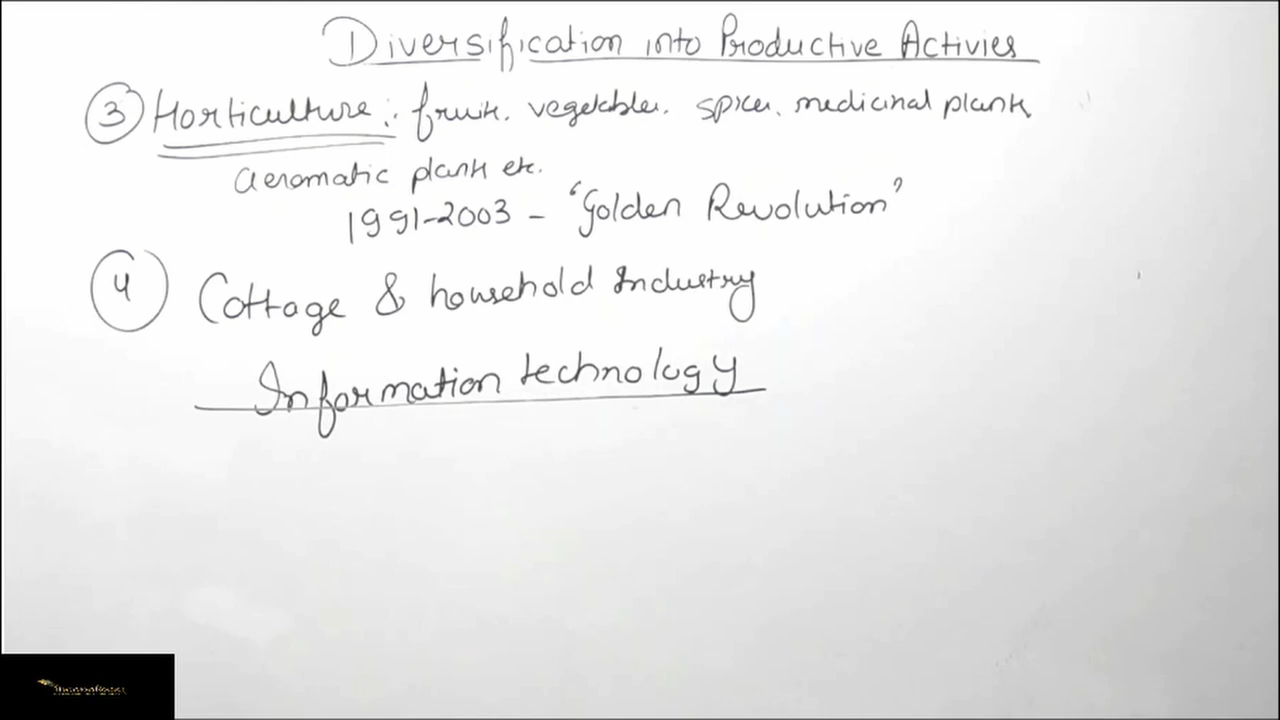 Diversification into Productive Activies
③ Horticulture : fruits, vegetables, spices, medicinal plants,
aeromatic plants etc.
1991-2003 - 'Golden Revolution'
④ Cottage & household Industry
Information technology